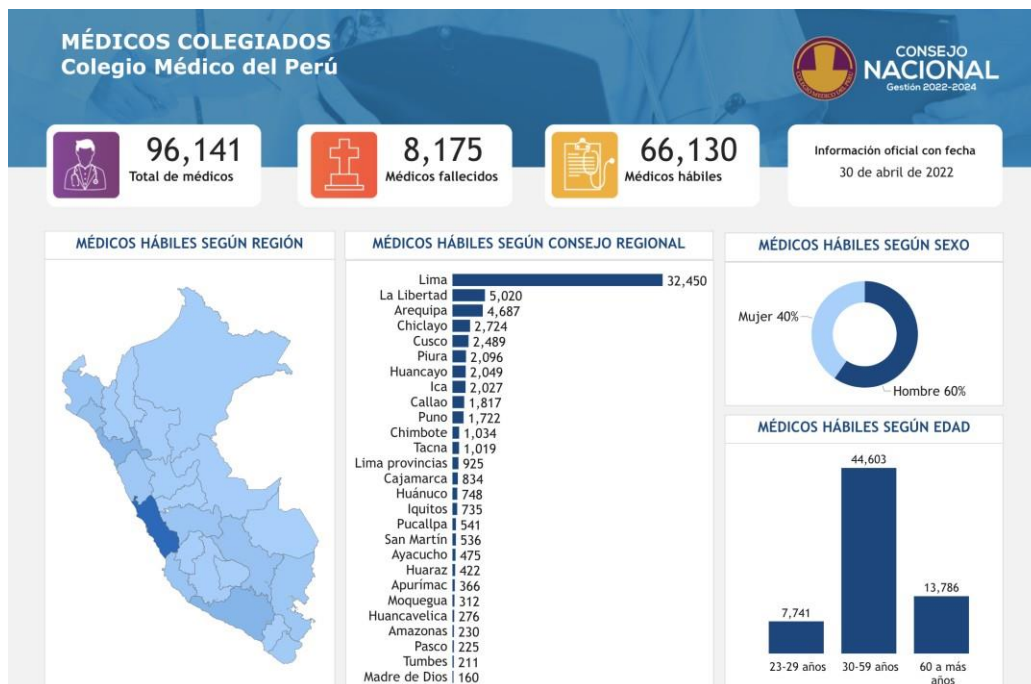 MÉDICOS COLEGIADOS
Colegio Médico del Perú
CONSEJO
NACIONAL
Gestión 2022-2024
96,141
Total de médicos
8,175
Médicos fallecidos
66,130
Médicos hábiles
Información oficial con fecha
30 de abril de 2022
MÉDICOS HÁBILES SEGÚN REGIÓN
MÉDICOS HÁBILES SEGÚN CONSEJO REGIONAL
Lima 32,450
La Libertad 5,020
Arequipa 4,687
Chiclayo 2,724
Cusco 2,489
Piura 2,096
Huancayo 2,049
Ica 2,027
Callao 1,817
Puno 1,722
Chimbote 1,034
Tacna 1,019
Lima provincias 925
Cajamarca 834
Huánuco 748
Iquitos 735
Pucallpa 541
San Martín 536
Ayacucho 475
Huaraz 422
Apurímac 366
Moquegua 312
Huancavelica 276
Amazonas 230
Pasco 225
Tumbes 211
Madre de Dios 160
MÉDICOS HÁBILES SEGÚN SEXO
Mujer 40%
Hombre 60%
MÉDICOS HÁBILES SEGÚN EDAD
44,603
13,786
7,741
23-29 años 30-59 años 60 a más
años